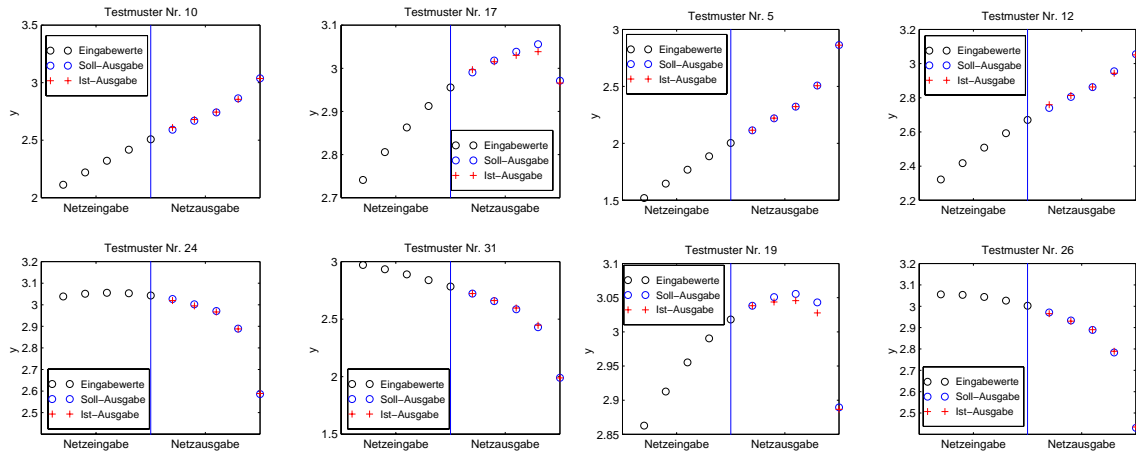 Testmuster Nr. 10
3.5
3
2.5
2
y
Eingabewerte
Soll−Ausgabe
Ist−Ausgabe
Netzeingabe Netzausgabe
Testmuster Nr. 17
3.1
3
2.9
2.8
2.7
y
Eingabewerte
Soll−Ausgabe
Ist−Ausgabe
Netzeingabe Netzausgabe
Testmuster Nr. 5
3
2.5
2
1.5
y
Eingabewerte
Soll−Ausgabe
Ist−Ausgabe
Netzeingabe Netzausgabe
Testmuster Nr. 12
3.2
3
2.8
2.6
2.4
2.2
y
Eingabewerte
Soll−Ausgabe
Ist−Ausgabe
Netzeingabe Netzausgabe
Testmuster Nr. 24
3.2
3.1
3
2.9
2.8
2.7
2.6
2.5
y
Eingabewerte
Soll−Ausgabe
Ist−Ausgabe
Netzeingabe Netzausgabe
Testmuster Nr. 31
3
2.5
2
1.5
y
Eingabewerte
Soll−Ausgabe
Ist−Ausgabe
Netzeingabe Netzausgabe
Testmuster Nr. 19
3.1
3.05
3
2.95
2.9
2.85
y
Eingabewerte
Soll−Ausgabe
Ist−Ausgabe
Netzeingabe Netzausgabe
Testmuster Nr. 26
3.2
3.1
3
2.9
2.8
2.7
2.6
2.5
y
Eingabewerte
Soll−Ausgabe
Ist−Ausgabe
Netzeingabe Netzausgabe